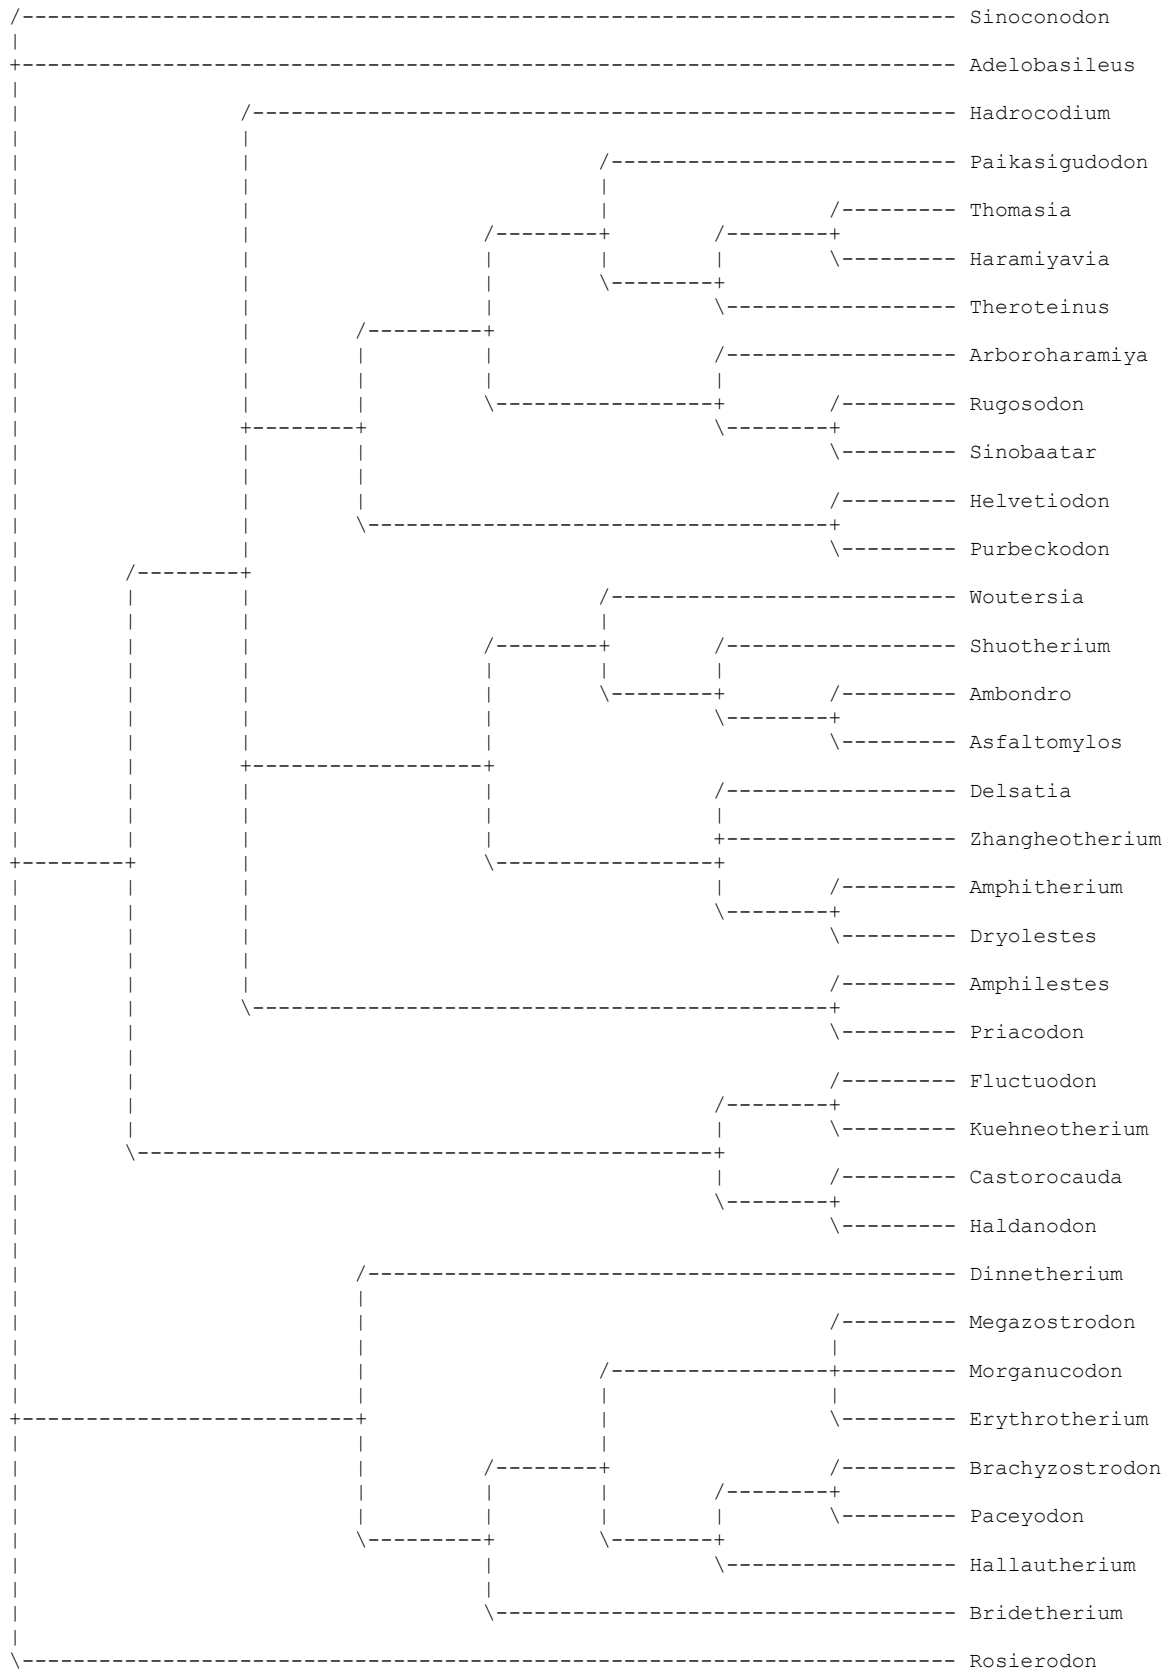 Sinoconodon
Adelobasileus
Hadrocodium
Paikasigudodon
Thomasia
Haramiyavia
Theroteinus
Arboroharamiya
Rugosodon
Sinobaatar
Helvetiodon
Purbeckodon
Woutersia
Shuotherium
Ambondro
Asfaltomylos
Delsatia
Zhangheotherium
Amphitherium
Dryolestes
Amphilestes
Priacodon
Fluctuodon
Kuehneotherium
Castorocauda
Haldanodon
Dinnetherium
Megazostrodon
Morganucodon
Erythrotherium
Brachyzostrodon
Paceyodon
Hallautherium
Bridetherium
Rosierodon